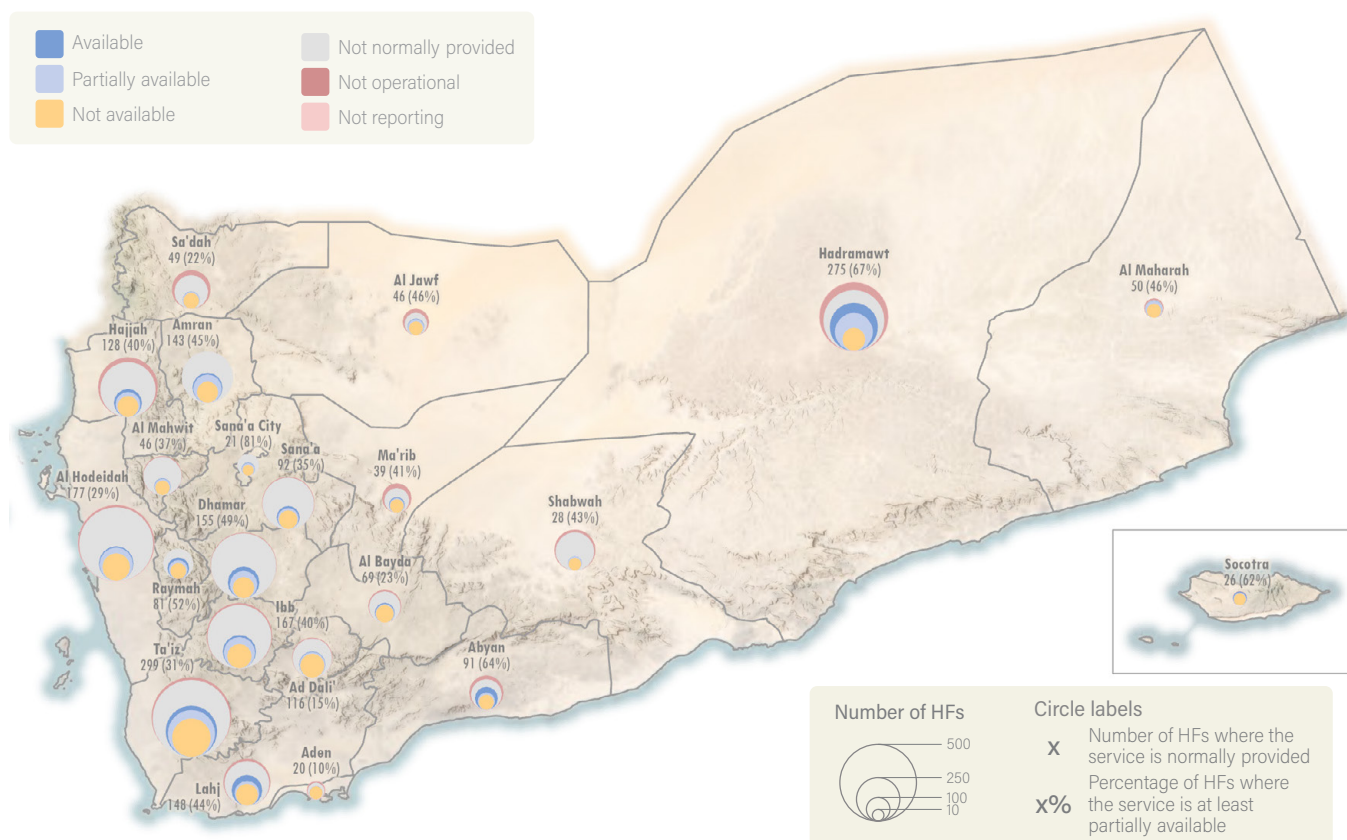 Available
Partially available
Not available
Not normally provided
Not operational
Not reporting
Sa'dah
49 (22%)
Al Jawf
46 (46%)
Hadramawt
275 (67%)
Al Maharah
50 (46%)
Hajjah
128 (40%)
Amran
143 (45%)
Al Mahwit
46 (37%)
Sana'a City
21 (81%)
Sana'a
92 (35%)
Ma'rib
39 (41%)
Al Hodeidah
177 (29%)
Dhamar
155 (49%)
Shabwah
28 (43%)
Al Bayda
69 (23%)
Socotra
26 (62%)
Raymah
81 (52%)
Ibb
167 (40%)
Ta'iz
299 (31%)
Abyan
91 (64%)
Ad Dali'
116 (15%)
Aden
20 (10%)
Lahj
148 (44%)
Number of HFs
500
250
100
10
Circle labels
x
Number of HFs where the
service is normally provided
x%
Percentage of HFs where
the service is at least
partially available